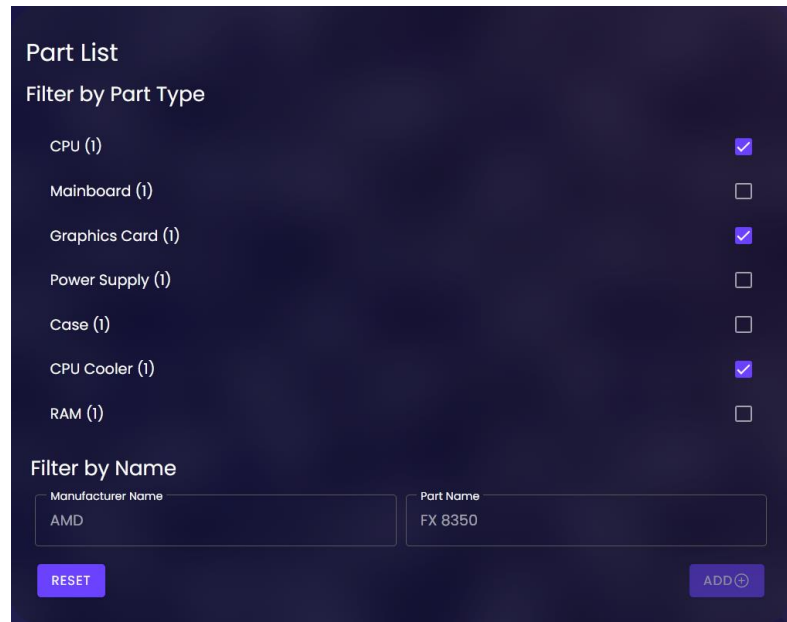 Part List
Filter by Part Type
CPU (1)
Mainboard (1)
Graphics Card (1)
Power Supply (1)
Case (1)
CPU Cooler (1)
RAM (1)
Filter by Name
Manufacturer Name Part Name
AMD FX 8350
RESET ADD